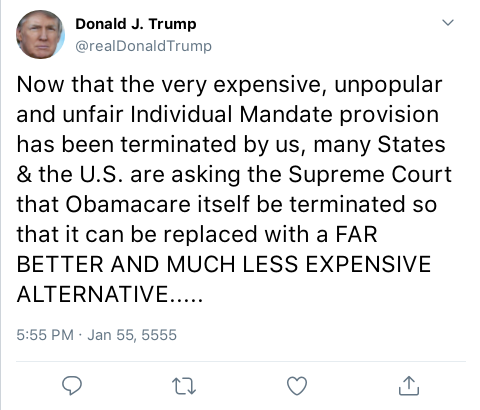 Donald J. Trump
@realDonaldTrump
Now that the very expensive, unpopular
and unfair Individual Mandate provision
has been terminated by us, many States
& the U.S. are asking the Supreme Court
that Obamacare itself be terminated so
that it can be replaced with a FAR
BETTER AND MUCH LESS EXPENSIVE
ALTERNATIVE.....
5:55 PM · Jan 55, 5555